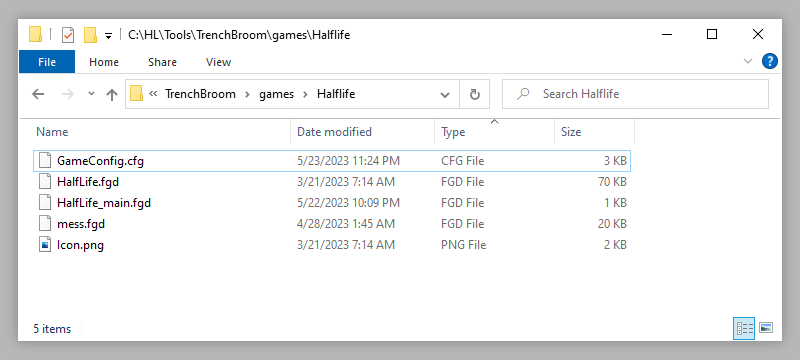 C:\HL\Tools\TrenchBroom\games\Halflife
File Home Share View
« TrenchBroom › games › Halflife Search Halflife
Name Date modified Type Size
GameConfig.cfg 5/23/2023 11:24 PM CFG File 3 KB
HalfLife.fgd 3/21/2023 7:14 AM FGD File 70 KB
HalfLife_main.fgd 5/22/2023 10:09 PM FGD File 1 KB
mess.fgd 4/28/2023 1:45 AM FGD File 20 KB
Icon.png 3/21/2023 7:14 AM PNG File 2 KB
5 items